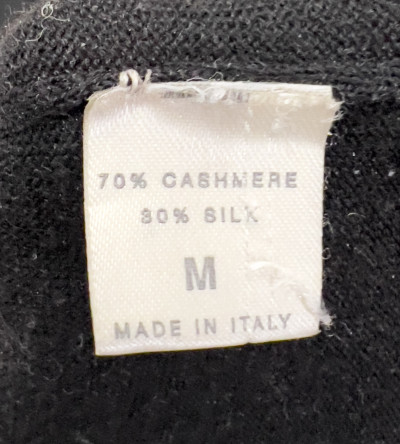 70% CASHMERE
30% SILK
M
MADE IN ITALY